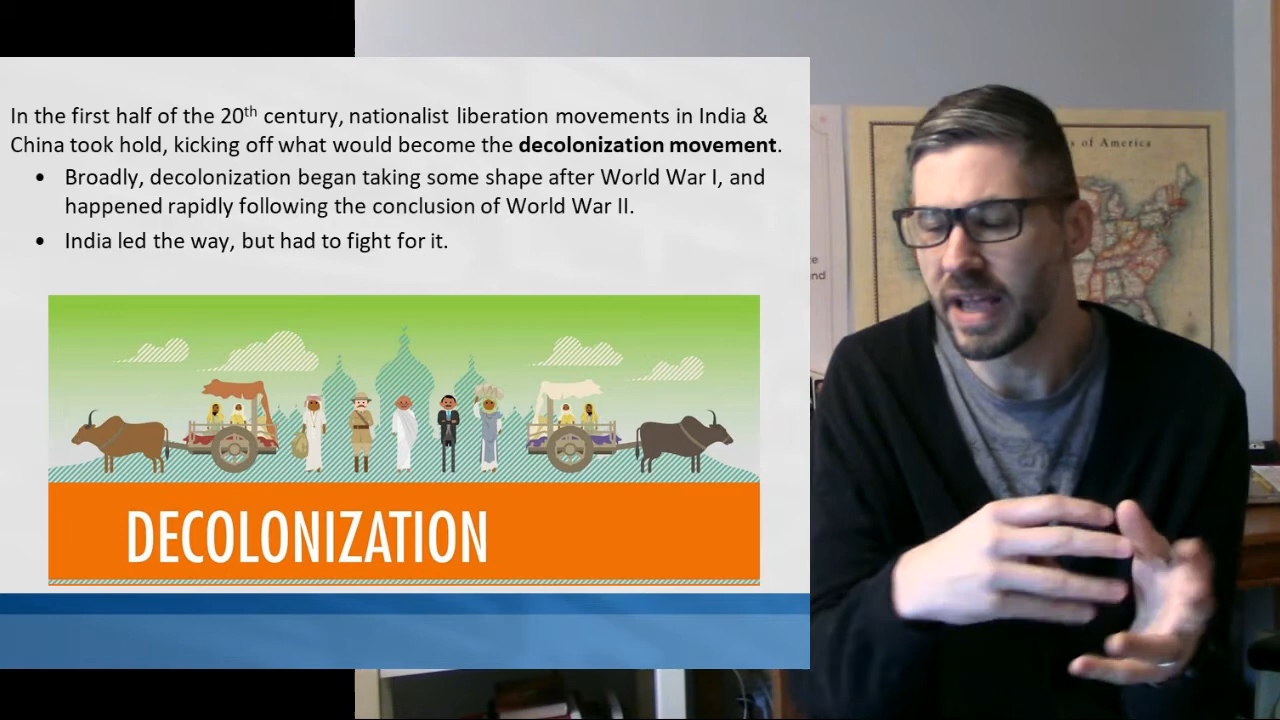 In the first half of the 20th century, nationalist liberation movements in India &
China took hold, kicking off what would become the decolonization movement.
• Broadly, decolonization began taking some shape after World War I, and
happened rapidly following the conclusion of World War II.
• India led the way, but had to fight for it.
DECOLONIZATION
of America